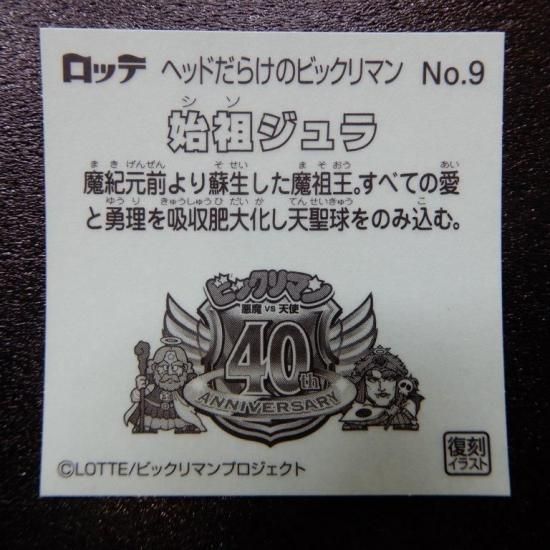 ロッテ ヘッドだらけのビックリマン No.9
シソ
始祖ジュラ
まきげんぜん そせい まそおう あい
魔紀元前より蘇生した魔祖王。すべての愛
ゆうり きゅうしゅうひだいか てんせいきゅう こ
と勇理を吸収肥大化し天聖球をのみ込む。
ビックリマン
悪魔 VS 天使
40th
ANNIVERSARY
©LOTTE/ビックリマンプロジェクト
復刻
イラスト